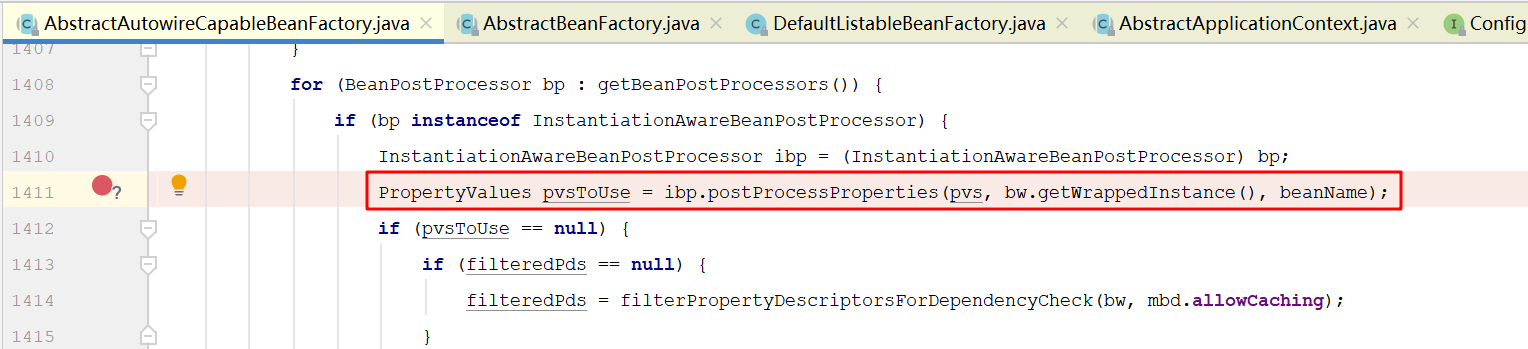 AbstractAutowireCapableBeanFactory.java × AbstractBeanFactory.java × DefaultListableBeanFactory.java × AbstractApplicationContext.java × Config
1407 }
1408 for (BeanPostProcessor bp : getBeanPostProcessors()) {
1409 if (bp instanceof InstantiationAwareBeanPostProcessor) {
1410 InstantiationAwareBeanPostProcessor ibp = (InstantiationAwareBeanPostProcessor) bp;
1411 ? PropertyValues pvsToUse = ibp.postProcessProperties(pvs, bw.getWrappedInstance(), beanName);
1412 if (pvsToUse == null) {
1413 if (filteredPds == null) {
1414 filteredPds = filterPropertyDescriptorsForDependencyCheck(bw, mbd.allowCaching);
1415 }